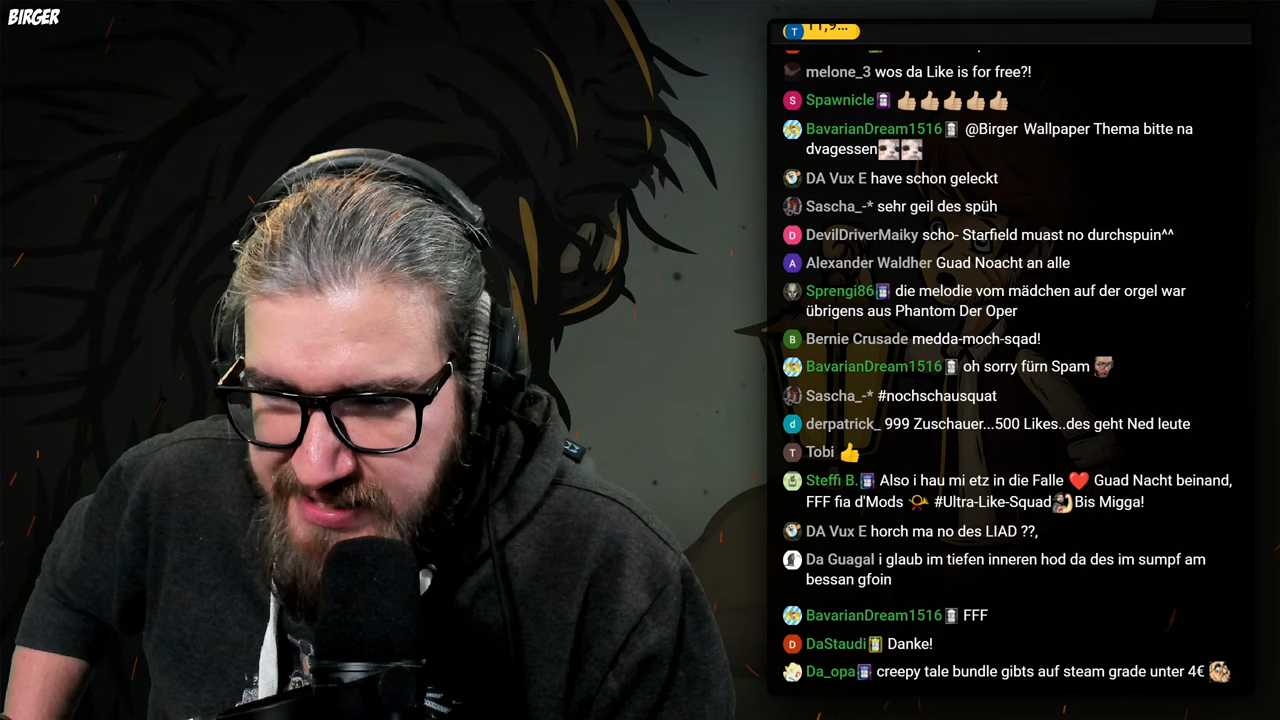 BIRGER
T 11,9...
melone_3 wos da Like is for free?!
S Spawnicle
BavarianDream1516 @Birger Wallpaper Thema bitte na
dvagessen
DA Vux E have schon geleckt
Sascha_-* sehr geil des spüh
D DevilDriverMaiky scho- Starfield muast no durchspuin^^
A Alexander Waldher Guad Noacht an alle
Sprengi86 die melodie vom mädchen auf der orgel war
übrigens aus Phantom Der Oper
B Bernie Crusade medda-moch-sqad!
BavarianDream1516 oh sorry fürn Spam
Sascha_-* #nochschausquat
d derpatrick_ 999 Zuschauer...500 Likes..des geht Ned leute
T Tobi
Steffi B. Also i hau mi etz in die Falle ❤️ Guad Nacht beinand,
FFF fia d'Mods #Ultra-Like-Squad Bis Migga!
DA Vux E horch ma no des LIAD ??,
Da Guagal i glaub im tiefen inneren hod da des im sumpf am
bessan gfoin
BavarianDream1516 FFF
D DaStaudi Danke!
Da_opa creepy tale bundle gibts auf steam grade unter 4€